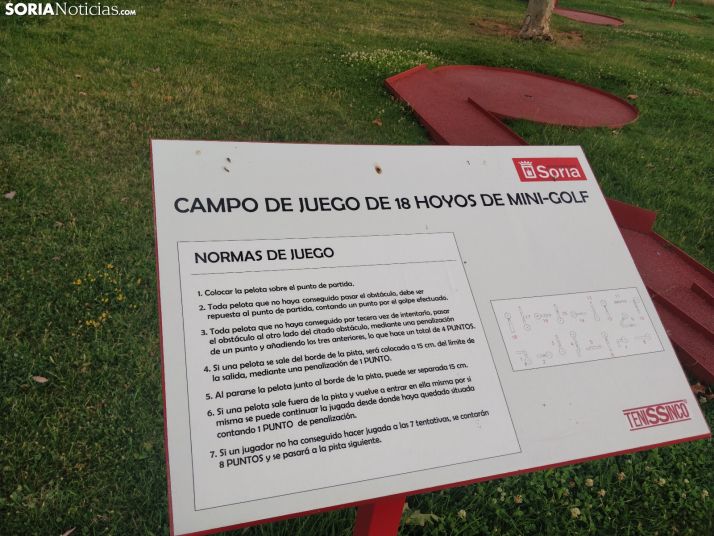 SORIANoticias.com
Soria
CAMPO DE JUEGO DE 18 HOYOS DE MINI-GOLF
NORMAS DE JUEGO
1. Colocar la pelota sobre el punto de partida.
2. Toda pelota que no haya conseguido pasar el obstáculo, debe ser
repuesta al punto de partida, contando un punto por el golpe efectuado.
3. Toda pelota que no haya conseguido por tercera vez de intentarlo, pasar
el obstáculo al otro lado del citado obstáculo, mediante una penalización
de un punto y añadiendo los tres anteriores, lo que hace un total de 4 PUNTOS.
4. Si una pelota se sale del borde de la pista, será colocada a 15 cm. del límite de
la salida, mediante una penalización de 1 PUNTO.
5. Al pararse la pelota junto al borde de la pista, puede ser separada 15 cm.
6. Si una pelota sale fuera de la pista y vuelve a entrar en ella misma por si
misma se puede continuar la jugada desde donde haya quedado situada
contando 1 PUNTO de penalización.
7. Si un jugador no ha conseguido hacer jugada a las 7 tentativas, se contarán
8 PUNTOS y se pasará a la pista siguiente.
TENISSINCO